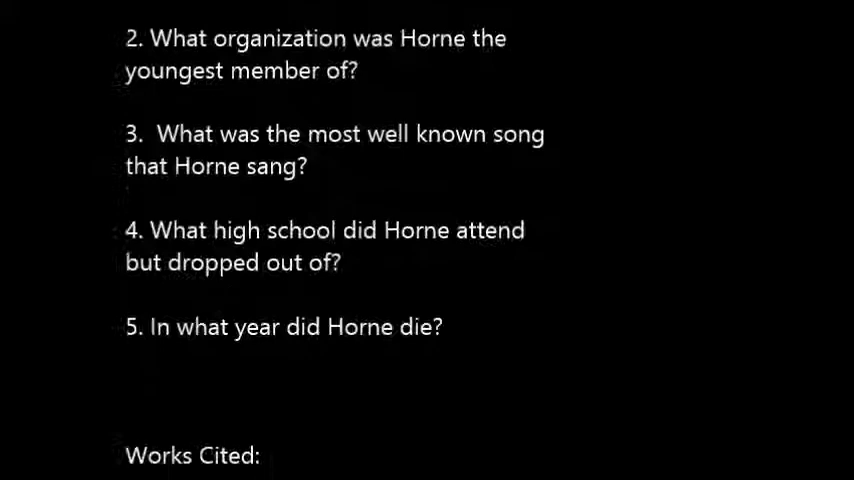 2. What organization was Horne the
youngest member of?
3.  What was the most well known song
that Horne sang?
4. What high school did Horne attend
but dropped out of?
5. In what year did Horne die?
Works Cited: